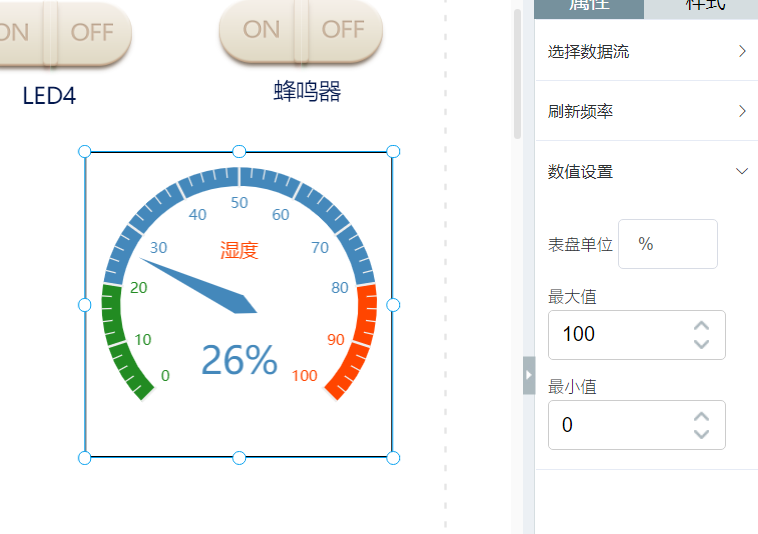 ON OFF
ON OFF
LED4
蜂鸣器
湿度
0
10
20
30
40
50
60
70
80
90
100
26%
属性
样式
选择数据流
刷新频率
数值设置
表盘单位 %
最大值
100
最小值
0